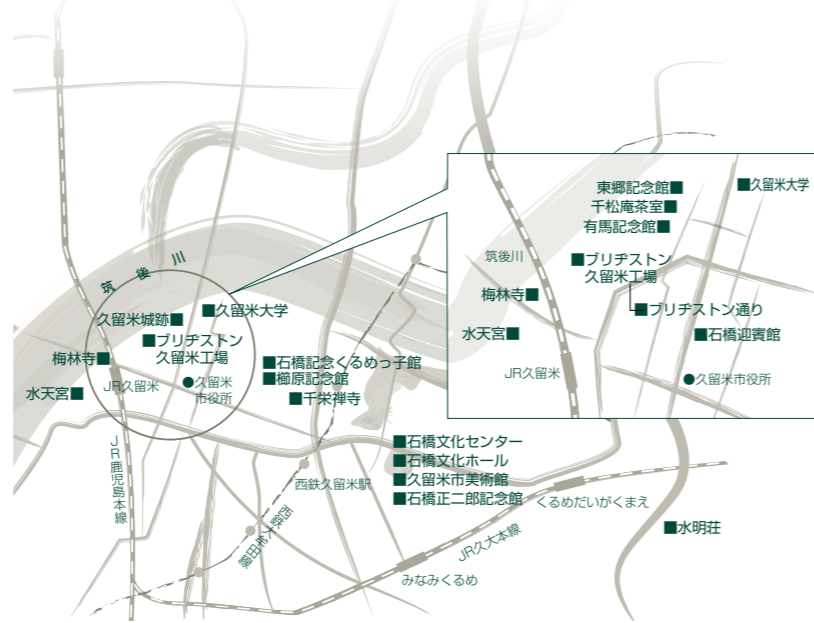 筑後川
久留米城跡■
■久留米大学
■ブリヂストン
久留米工場
梅林寺■
水天宮■
JR久留米
●久留米
市役所
■石橋記念くるめっ子館
■櫛原記念館
■千栄禅寺
JR鹿児島本線
西鉄久留米駅
西鉄大牟田線
■石橋文化センター
■石橋文化ホール
■久留米市美術館
■石橋正二郎記念館
くるめだいがくまえ
JR久大本線
みなみくるめ
■水明荘
東郷記念館■
■久留米大学
千松庵茶室■
有馬記念館■
筑後川
■ブリヂストン
久留米工場
梅林寺■
■ブリヂストン通り
水天宮■
■石橋迎賓館
JR久留米
●久留米市役所